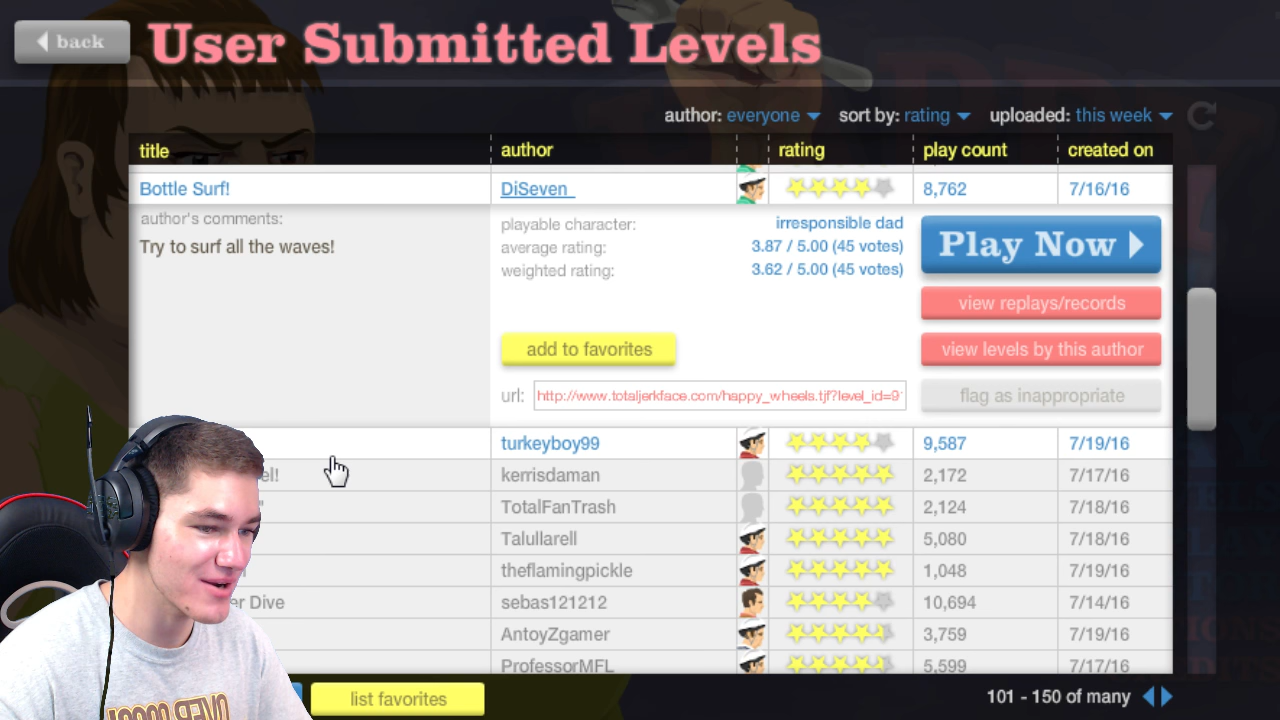 back
User Submitted Levels
author: everyone sort by: rating uploaded: this week
title author rating play count created on
Bottle Surf! DiSeven_ 8,762 7/16/16
author's comments:
Try to surf all the waves!
playable character: irresponsible dad
average rating: 3.87 / 5.00 (45 votes)
weighted rating: 3.62 / 5.00 (45 votes)
Play Now
view replays/records
add to favorites
view levels by this author
url: http://www.totaljerkface.com/happy_wheels.tjf?level_id=9
flag as inappropriate
turkeyboy99 9,587 7/19/16
kerrisdaman 2,172 7/17/16
TotalFanTrash 2,124 7/18/16
Talullarell 5,080 7/18/16
theflamingpickle 1,048 7/19/16
Dive sebas121212 10,694 7/14/16
AntoyZgamer 3,759 7/19/16
ProfessorMFL 5,599 7/17/16
list favorites
101 - 150 of many